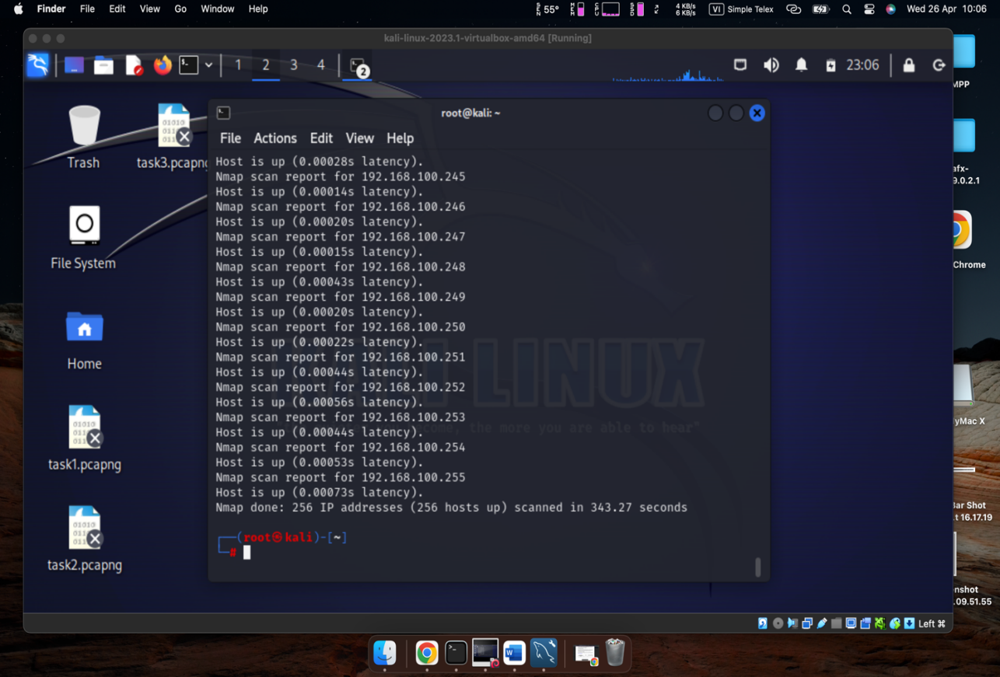 Finder File Edit View Go Window Help
SEN 55° MEM CPU SSD 4 KB/s 6 KB/s VI Simple Telex Wed 26 Apr 10:06
kali-linux-2023.1-virtualbox-amd64 [Running]
1 2 3 4 2 23:06
MPP
root@kali: ~
File Actions Edit View Help
Trash
task3.pcapng
afx-
9.0.2.1
File System
Chrome
Home
task1.pcapng
yMac X
task2.pcapng
Bar Shot
t 16.17.19
nshot
.09.51.55
Host is up (0.00028s latency).
Nmap scan report for 192.168.100.245
Host is up (0.00014s latency).
Nmap scan report for 192.168.100.246
Host is up (0.00020s latency).
Nmap scan report for 192.168.100.247
Host is up (0.00015s latency).
Nmap scan report for 192.168.100.248
Host is up (0.00043s latency).
Nmap scan report for 192.168.100.249
Host is up (0.00020s latency).
Nmap scan report for 192.168.100.250
Host is up (0.00022s latency).
Nmap scan report for 192.168.100.251
Host is up (0.00044s latency).
Nmap scan report for 192.168.100.252
Host is up (0.00056s latency).
Nmap scan report for 192.168.100.253
Host is up (0.00044s latency).
Nmap scan report for 192.168.100.254
Host is up (0.00053s latency).
Nmap scan report for 192.168.100.255
Host is up (0.00073s latency).
Nmap done: 256 IP addresses (256 hosts up) scanned in 343.27 seconds
┌──(root㉿kali)-[~]
└─#
LINUX
the more you are able to hear"
Left ⌘